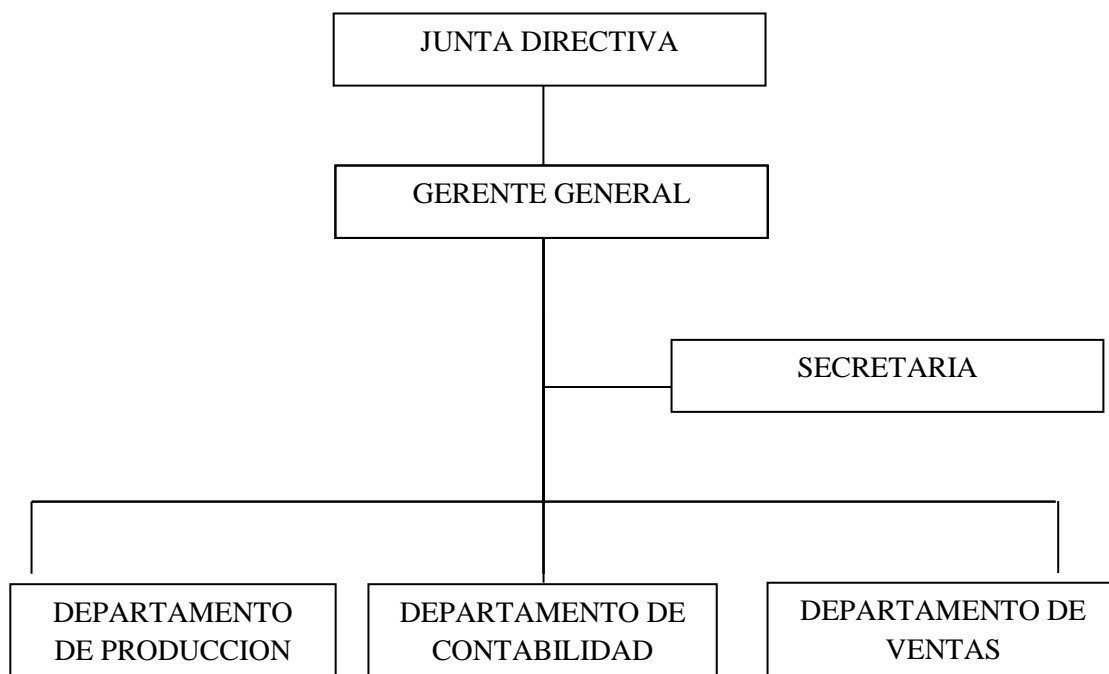 JUNTA DIRECTIVA
GERENTE GENERAL
SECRETARIA
DEPARTAMENTO
DE PRODUCCION
DEPARTAMENTO DE
CONTABILIDAD
DEPARTAMENTO DE
VENTAS